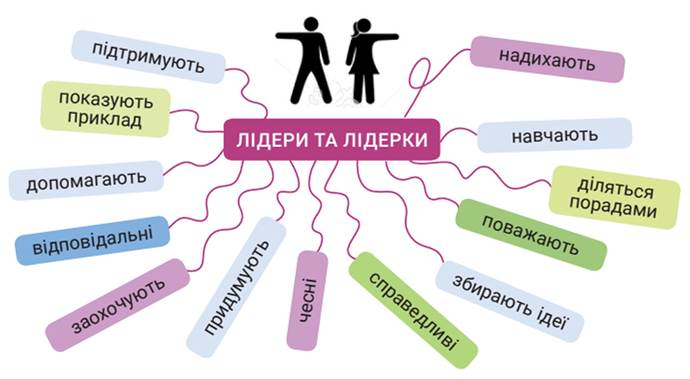 ЛІДЕРИ ТА ЛІДЕРКИ
підтримують
показують
приклад
допомагають
відповідальні
заохочують
придумують
чесні
справедливі
збирають ідеї
поважають
діляться
порадами
навчають
надихають